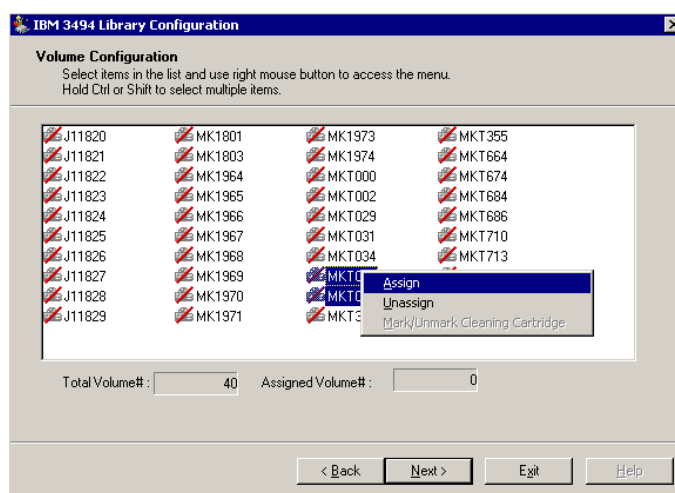 IBM 3494 Library Configuration
Volume Configuration
Select items in the list and use right mouse button to access the menu.
Hold Ctrl or Shift to select multiple items.
J11820 MK1801 MK1973 MKT355
J11821 MK1803 MK1974 MKT664
J11822 MK1964 MKT000 MKT674
J11823 MK1965 MKT002 MKT684
J11824 MK1966 MKT029 MKT686
J11825 MK1967 MKT031 MKT710
J11826 MK1968 MKT034 MKT713
J11827 MK1969
J11828 MK1970
J11829 MK1971
Assign
Unassign
Mark/Unmark Cleaning Cartridge
Total Volume# : 40 Assigned Volume# : 0
< Back Next > Exit Help